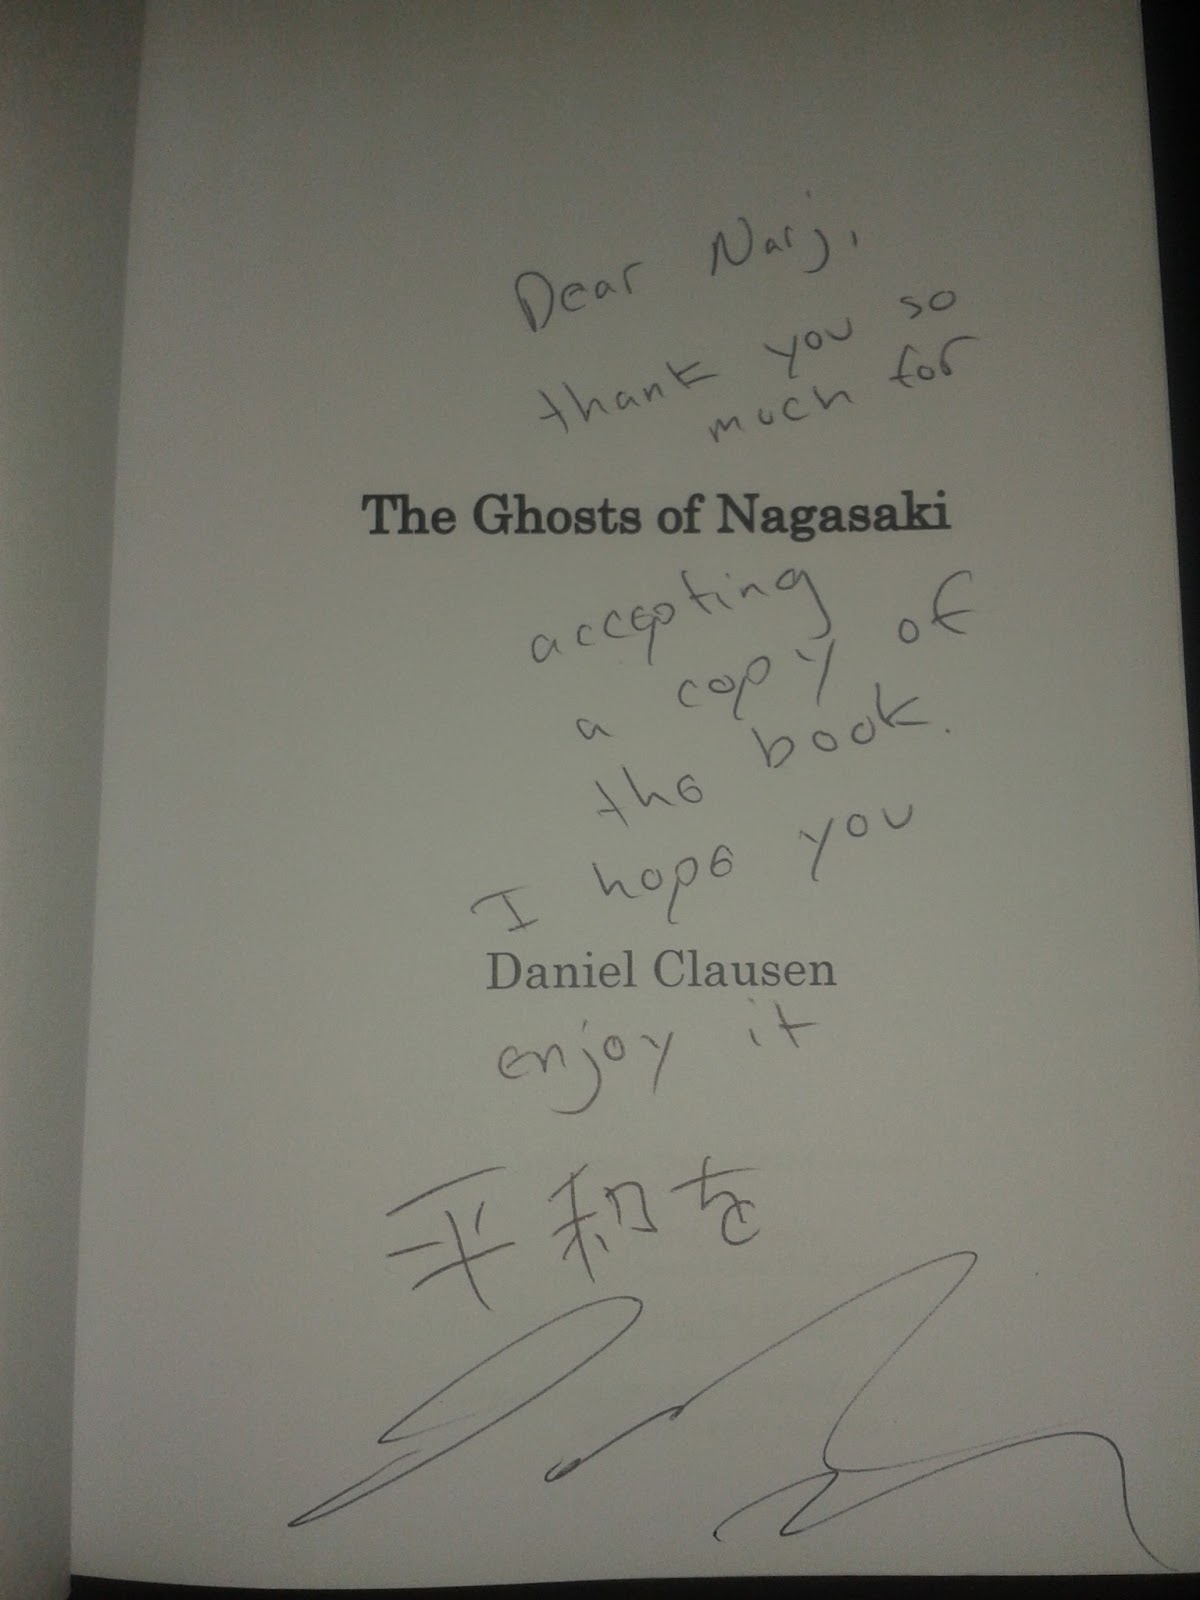 Dear Narj,
thank you so
much for
The Ghosts of Nagasaki
accepting
a copy of
the book.
I hope you
Daniel Clausen
enjoy it
平和を